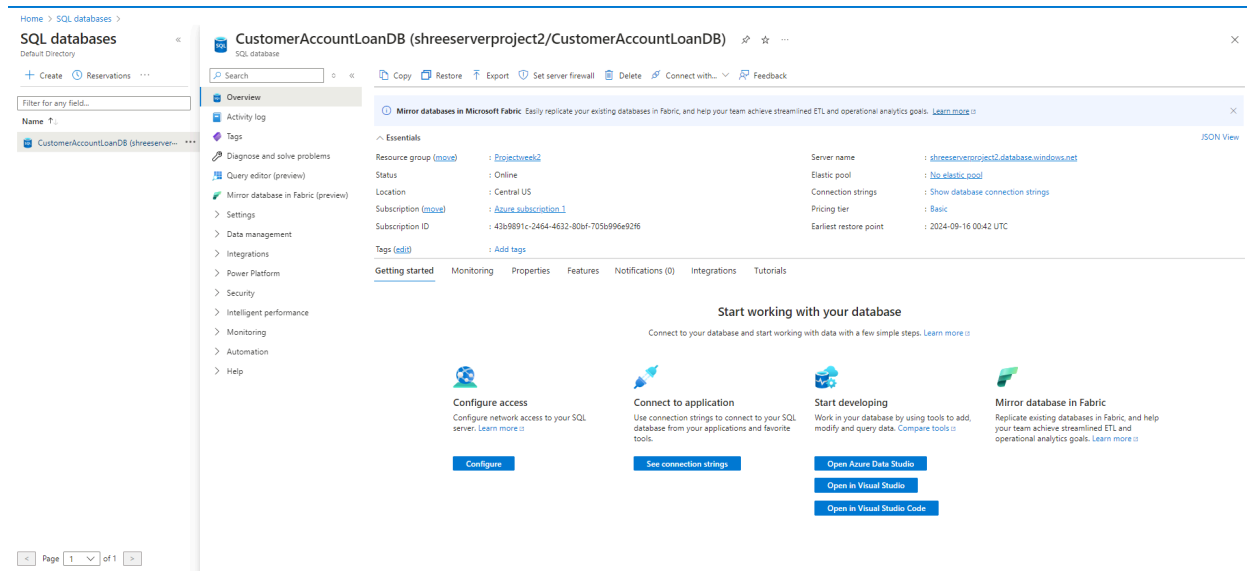 Home > SQL databases >
SQL databases
Default Directory
Create
Reservations
Filter for any field...
Name ↑↓
CustomerAccountLoanDB (shreeserver···
Page 1 of 1
CustomerAccountLoanDB (shreeserverproject2/CustomerAccountLoanDB)
SQL database
Search
Overview
Activity log
Tags
Diagnose and solve problems
Query editor (preview)
Mirror database in Fabric (preview)
Settings
Data management
Integrations
Power Platform
Security
Intelligent performance
Monitoring
Automation
Help
Copy Restore Export Set server firewall Delete Connect with... Feedback
Mirror databases in Microsoft Fabric Easily replicate your existing databases in Fabric, and help your team achieve streamlined ETL and operational analytics goals. Learn more
Essentials
JSON View
Resource group (move) : Projectweek2
Status : Online
Location : Central US
Subscription (move) : Azure subscription 1
Subscription ID : 43b9891c-2464-4632-80bf-705b996e92f6
Server name : shreeserverproject2.database.windows.net
Elastic pool : No elastic pool
Connection strings : Show database connection strings
Pricing tier : Basic
Earliest restore point : 2024-09-16 00:42 UTC
Tags (edit) : Add tags
Getting started Monitoring Properties Features Notifications (0) Integrations Tutorials
Start working with your database
Connect to your database and start working with data with a few simple steps. Learn more
Configure access
Configure network access to your SQL
server. Learn more
Configure
Connect to application
Use connection strings to connect to your SQL
database from your applications and favorite
tools.
See connection strings
Start developing
Work in your database by using tools to add,
modify and query data. Compare tools
Open Azure Data Studio
Open in Visual Studio
Open in Visual Studio Code
Mirror database in Fabric
Replicate existing databases in Fabric, and help
your team achieve streamlined ETL and
operational analytics goals. Learn more